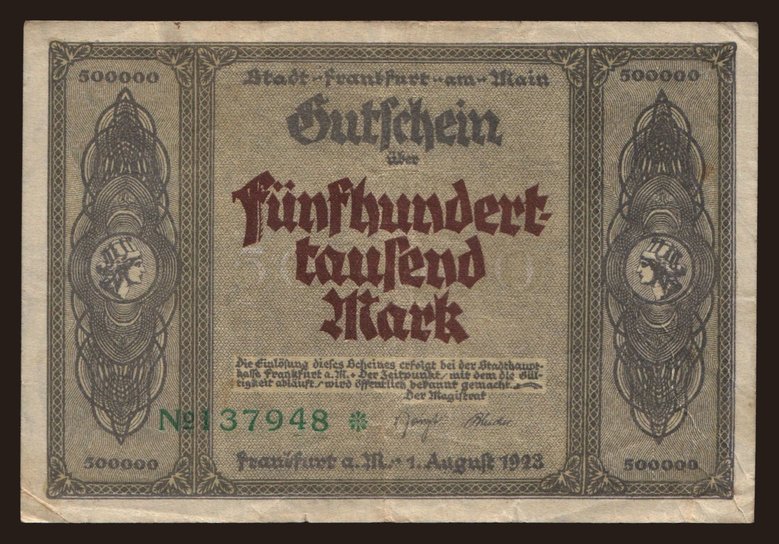 500000
500000
Stadt-Frankfurt-am-Main
Gutschein
über
Fünfhundert-
tausend
Mark
Die Einlösung dieses Scheines erfolgt bei der Stadthaupt-
kasse Frankfurt a. M. Der Zeitpunkt, mit dem die Gül-
tigkeit abläuft, wird öffentlich bekannt gemacht.
Der Magistrat
№137948 *
500000
Frankfurt a. M. 1. August 1923
500000